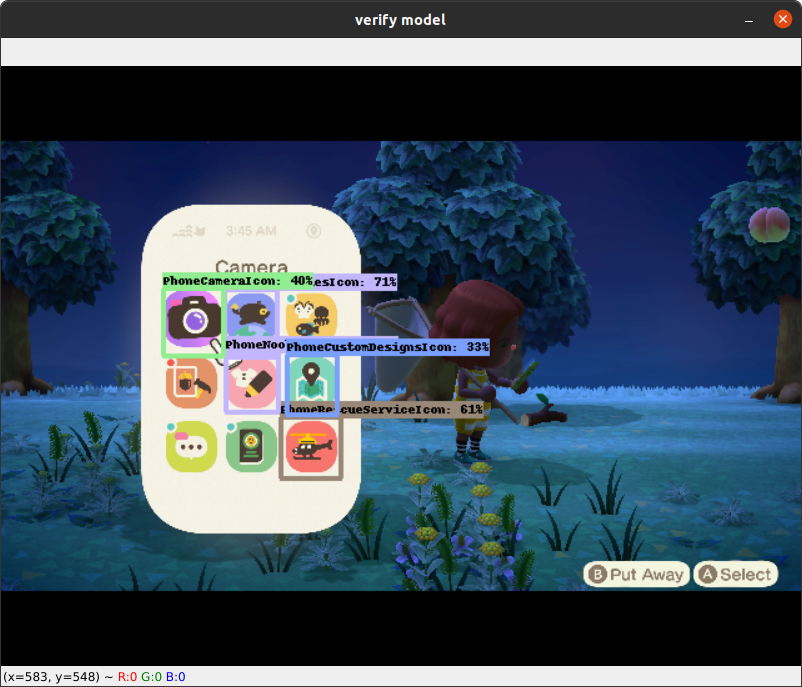 verify model
3:45 AM
Camera
PhoneCameraIcon: 40%
esIcon: 71%
PhoneNoo
PhoneCustomDesignsIcon: 33%
PhoneRescueServiceIcon: 61%
B Put Away
A Select
(x=583, y=548) ~ R:0 G:0 B:0